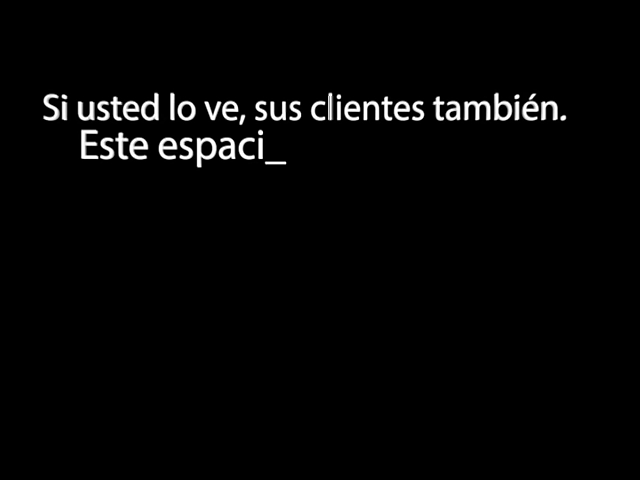 Si usted lo ve, sus clientes también.
Este espaci_